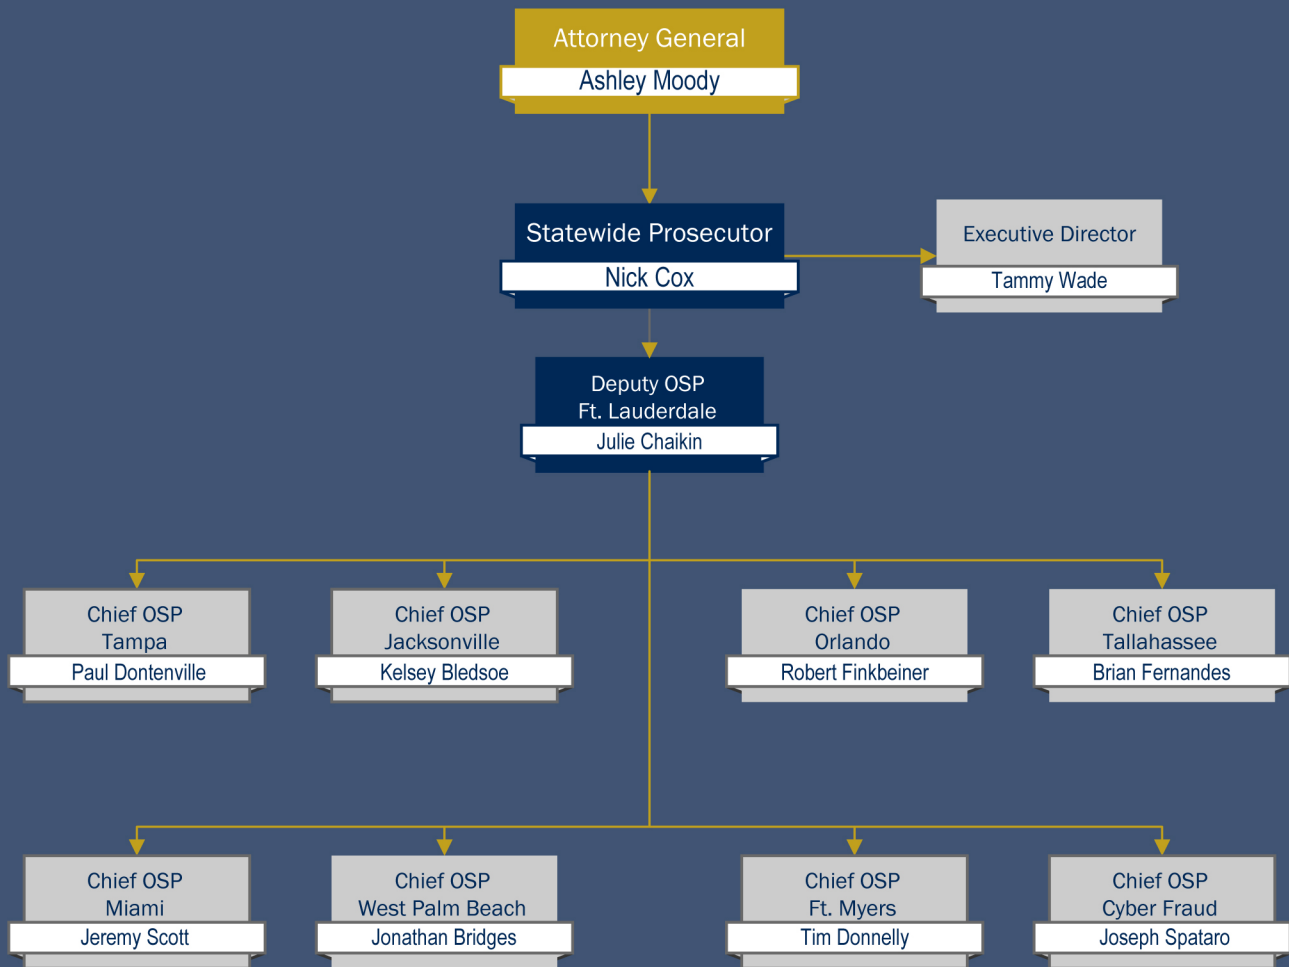 Attorney General
Ashley Moody
Statewide Prosecutor
Nick Cox
Executive Director
Tammy Wade
Deputy OSP
Ft. Lauderdale
Julie Chaikin
Chief OSP
Tampa
Paul Dontenville
Chief OSP
Jacksonville
Kelsey Bledsoe
Chief OSP
Orlando
Robert Finkbeiner
Chief OSP
Tallahassee
Brian Fernandes
Chief OSP
Miami
Jeremy Scott
Chief OSP
West Palm Beach
Jonathan Bridges
Chief OSP
Ft. Myers
Tim Donnelly
Chief OSP
Cyber Fraud
Joseph Spataro